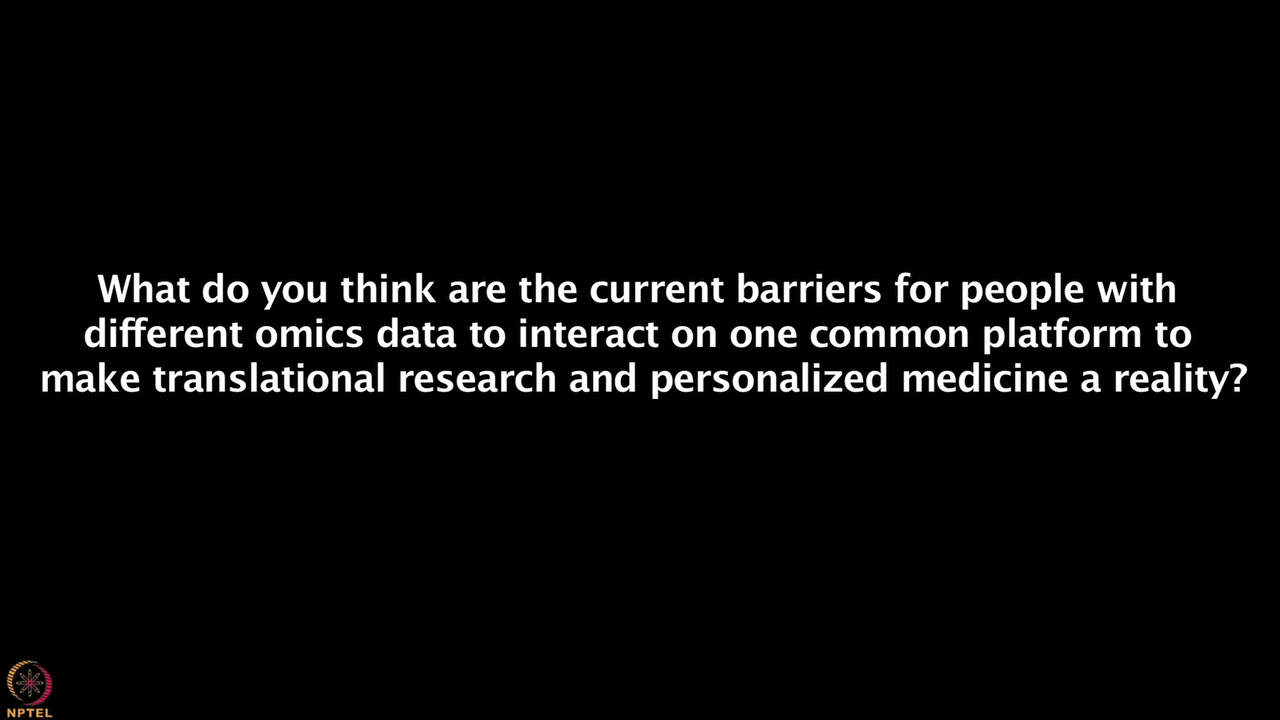 What do you think are the current barriers for people with
different omics data to interact on one common platform to
make translational research and personalized medicine a reality?
NPTEL